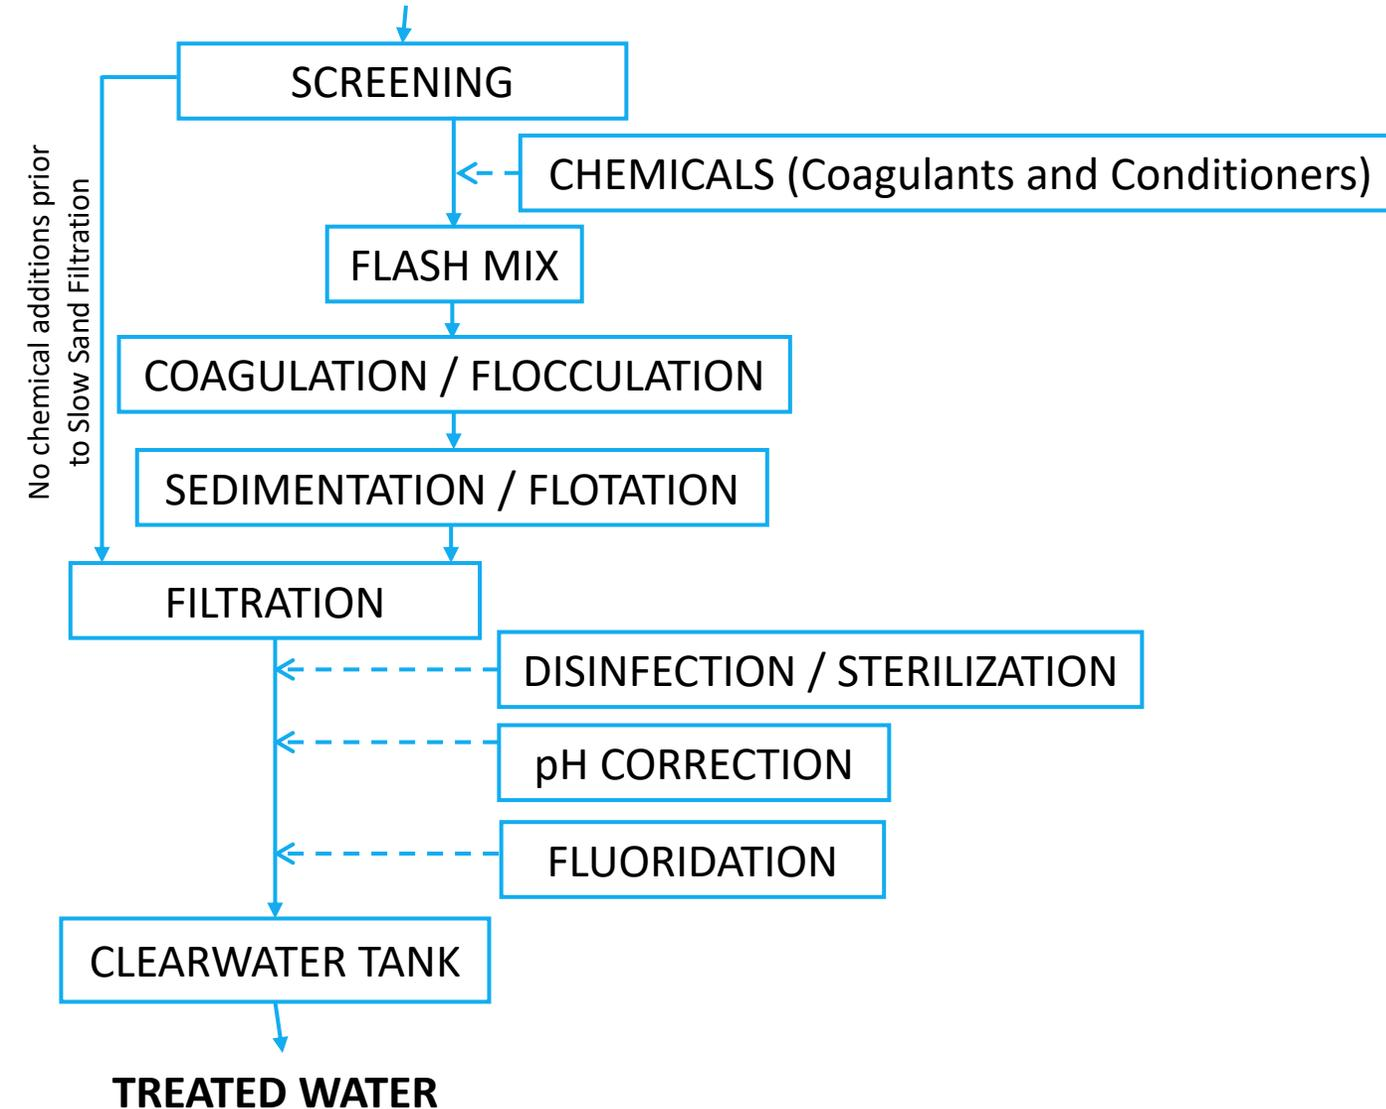 SCREENING
CHEMICALS (Coagulants and Conditioners)
No chemical additions prior
to Slow Sand Filtration
FLASH MIX
COAGULATION / FLOCCULATION
SEDIMENTATION / FLOTATION
FILTRATION
DISINFECTION / STERILIZATION
pH CORRECTION
FLUORIDATION
CLEARWATER TANK
TREATED WATER